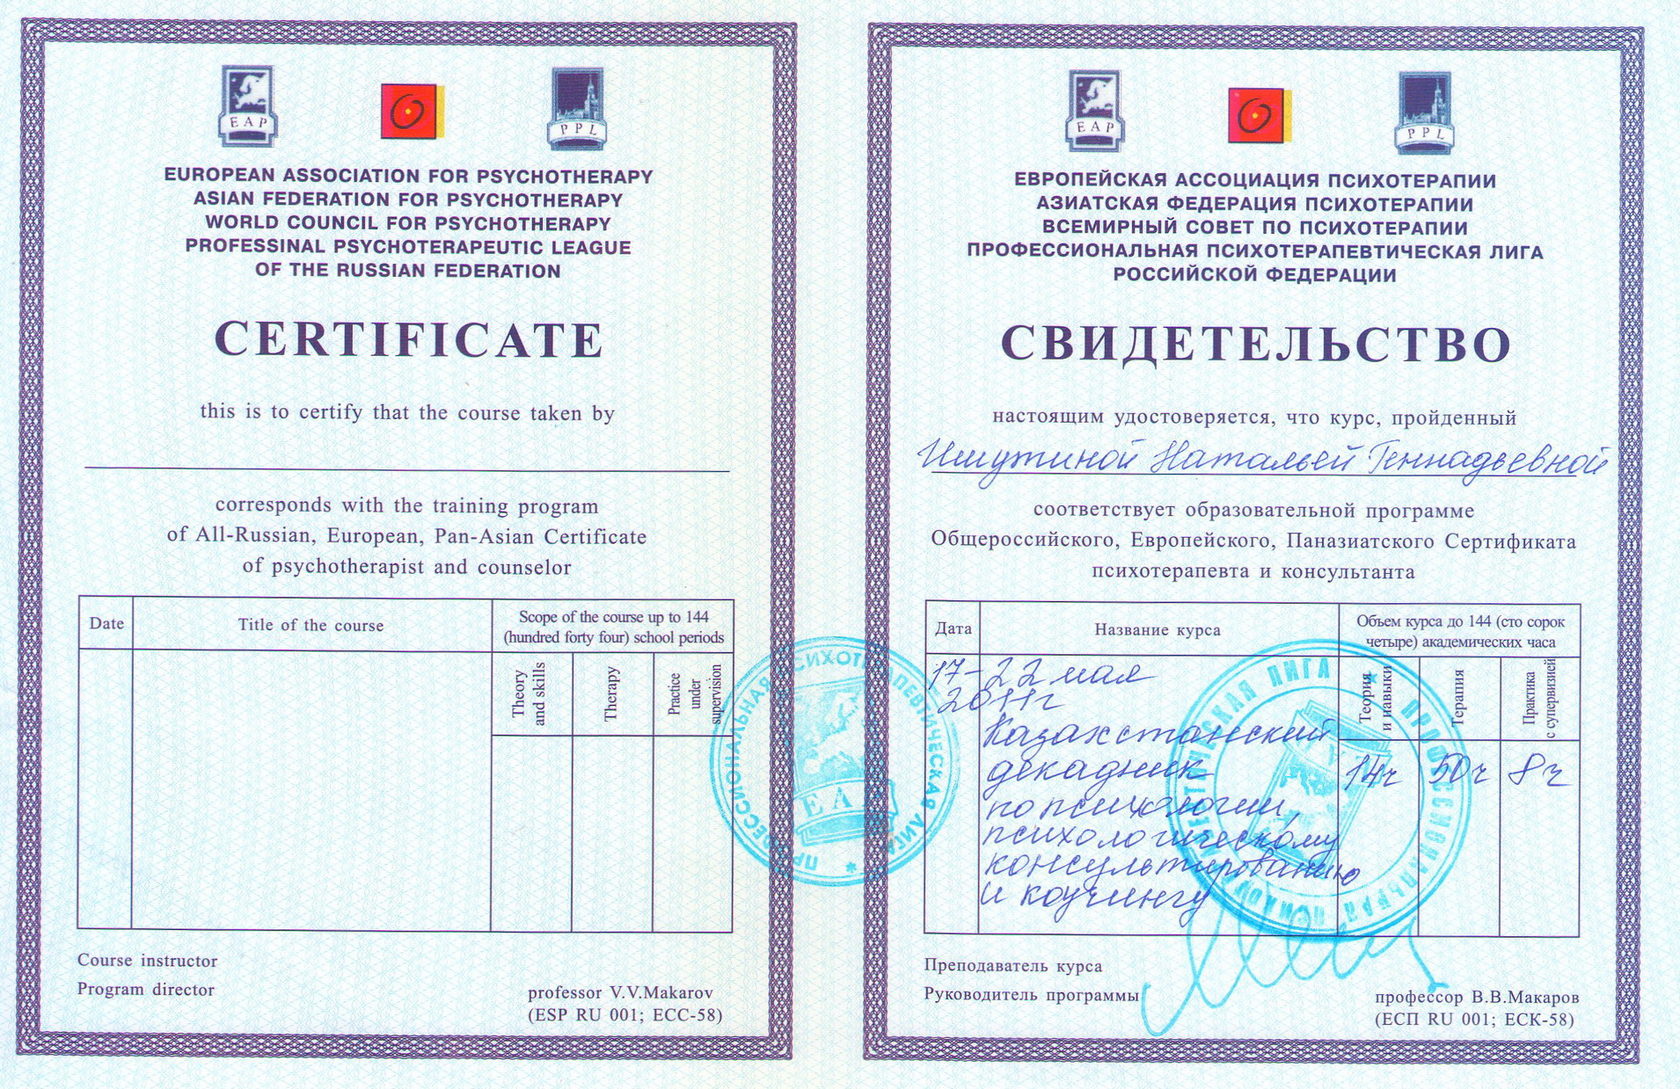 EAP
PPL
EUROPEAN ASSOCIATION FOR PSYCHOTHERAPY
ASIAN FEDERATION FOR PSYCHOTHERAPY
WORLD COUNCIL FOR PSYCHOTHERAPY
PROFESSINAL PSYCHOTERAPEUTIC LEAGUE
OF THE RUSSIAN FEDERATION
CERTIFICATE
this is to certify that the course taken by
corresponds with the training program
of All-Russian, European, Pan-Asian Certificate
of psychotherapist and counselor
Date
Title of the course
Scope of the course up to 144
(hundred forty four) school periods
Theory
and skills
Therapy
Practice
under
supervision
Course instructor
Program director
professor V.V.Makarov
(ESP RU 001; ECC-58)
ПРОФЕССИОНАЛЬНАЯ ПСИХОТЕРАПЕВТИЧЕСКАЯ ЛИГА
EAP
EAP
PPL
ЕВРОПЕЙСКАЯ АССОЦИАЦИЯ ПСИХОТЕРАПИИ
АЗИАТСКАЯ ФЕДЕРАЦИЯ ПСИХОТЕРАПИИ
ВСЕМИРНЫЙ СОВЕТ ПО ПСИХОТЕРАПИИ
ПРОФЕССИОНАЛЬНАЯ ПСИХОТЕРАПЕВТИЧЕСКАЯ ЛИГА
РОССИЙСКОЙ ФЕДЕРАЦИИ
СВИДЕТЕЛЬСТВО
настоящим удостоверяется, что курс, пройденный
Ишутиной Натальей Геннадьевной
соответствует образовательной программе
Общероссийского, Европейского, Паназиатского Сертификата
психотерапевта и консультанта
Дата
Название курса
Объем курса до 144 (сто сорок
четыре) академических часа
Теория
и навыки
Терапия
Практика
с супервизией
17-22 мая
2011г
Казахстанский
декадник
по психологии,
психологическому
консультированию
и коучингу
14ч
50ч
8ч
ПРОФЕССИОНАЛЬНАЯ ПСИХОТЕРАПЕВТИЧЕСКАЯ ЛИГА
Преподаватель курса
Руководитель программы
профессор В.В.Макаров
(ЕСП RU 001; ЕСК-58)